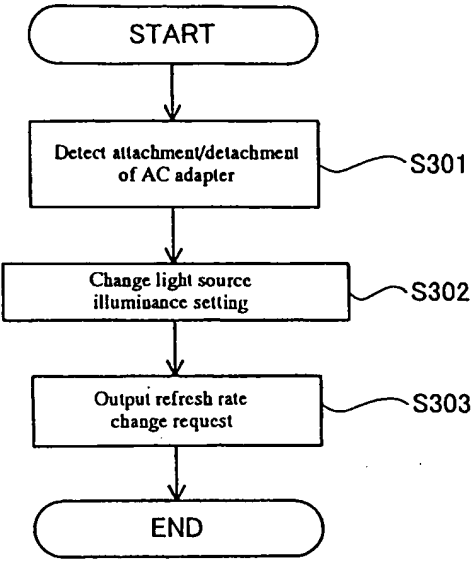 START
Detect attachment/detachment
of AC adapter
S301
Change light source
illuminance setting
S302
Output refresh rate
change request
S303
END